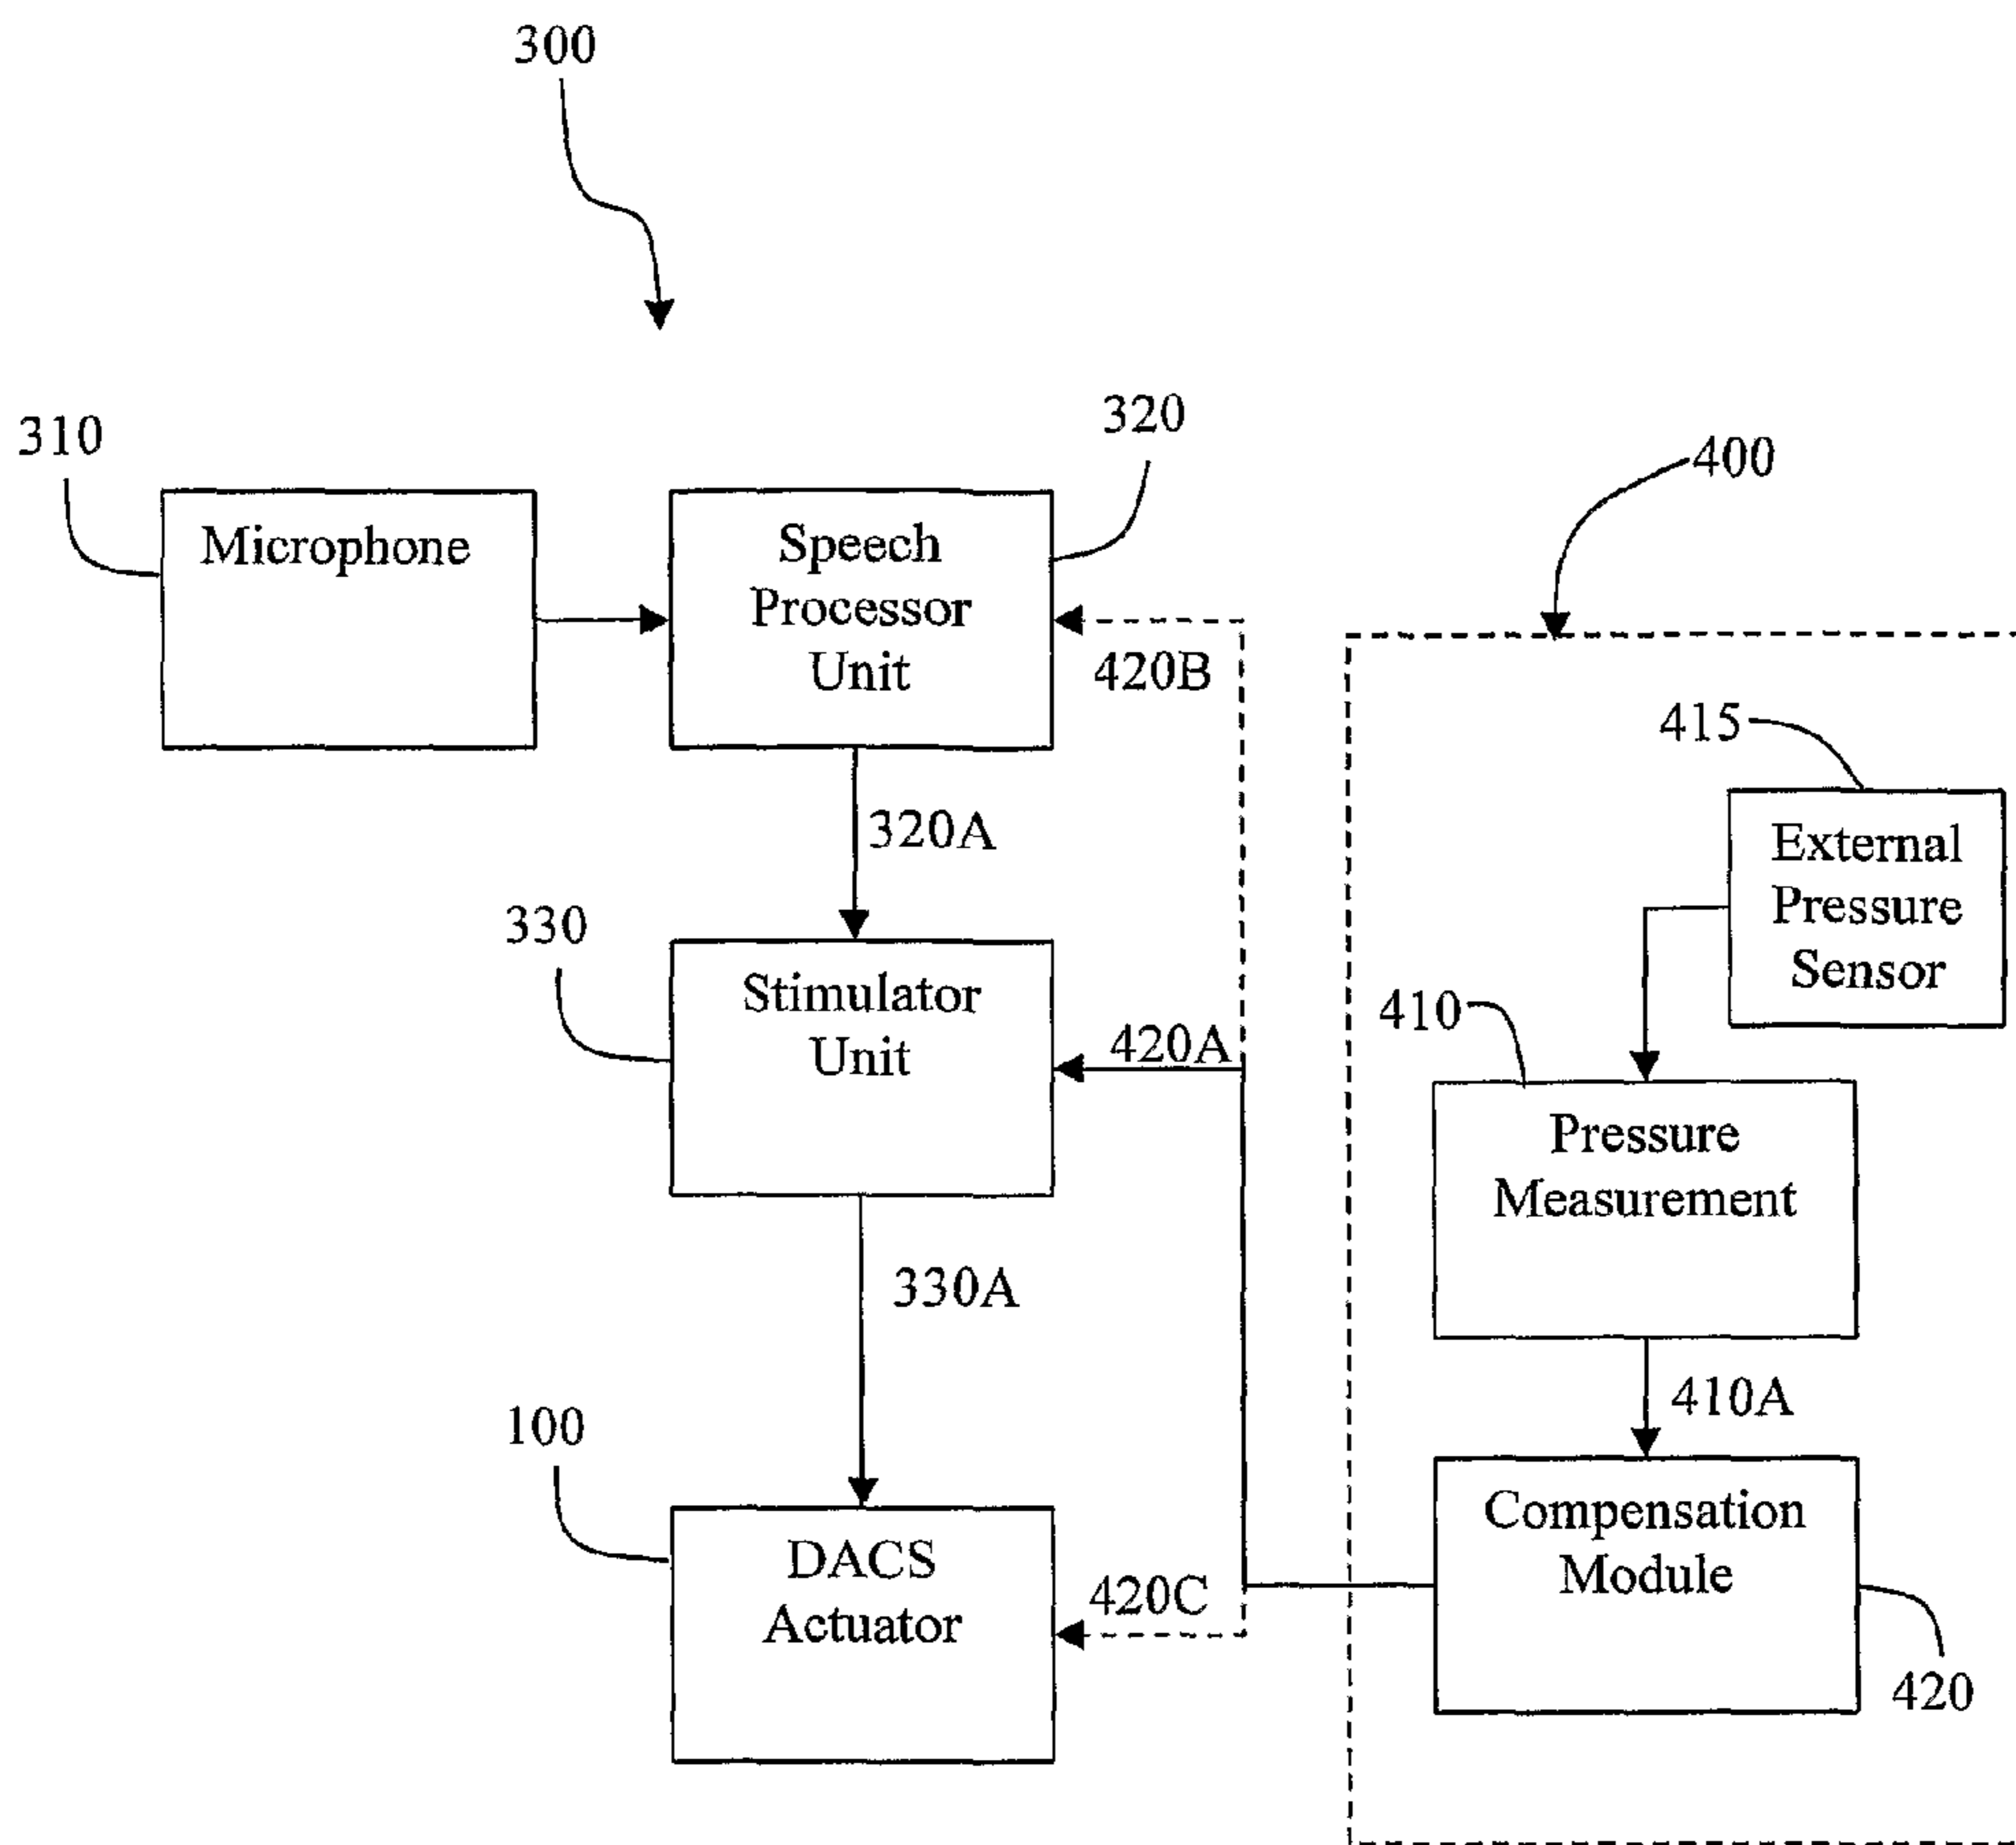 300
310
320
400
Microphone
Speech
Processor
Unit
420B
415
320A
External
Pressure
Sensor
330
Stimulator
Unit
420A
410
Pressure
Measurement
330A
410A
100
DACS
Actuator
420C
Compensation
Module
420